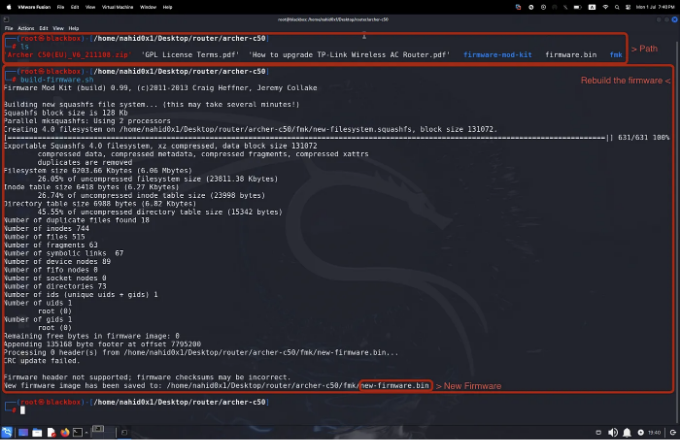 VMware Fusion File Edit View Virtual Machine Window Help Mon 1 Jul 7:40 PM
root@blackbox: /home/nahid0x1/Desktop/router/archer-c50
File Actions Edit View Help
(root㉿blackbox)-[/home/nahid0x1/Desktop/router/archer-c50]
# ls
'Archer C50(EU)_V6_211108 zip' 'GPL License Terms.pdf' 'How to upgrade TP-Link Wireless AC Router.pdf' firmware-mod-kit firmware.bin fmk
> Path
(root㉿blackbox)-[/home/nahid0x1/Desktop/router/archer-c50]
# build-firmware.sh
Rebuild the firmware <
Firmware Mod Kit (build) 0.99, (c)2011-2013 Craig Heffner, Jeremy Collake
Building new squashfs file system... (this may take several minutes!)
Squashfs block size is 128 Kb
Parallel mksquashfs: Using 2 processors
Creating 4.0 filesystem on /home/nahid0x1/Desktop/router/archer-c50/fmk/new-filesystem.squashfs, block size 131072.
631/631 100%
Exportable Squashfs 4.0 filesystem, xz compressed, data block size 131072
compressed data, compressed metadata, compressed fragments, compressed xattrs
duplicates are removed
Filesystem size 6203.66 Kbytes (6.06 Mbytes)
26.05% of uncompressed filesystem size (23811.38 Kbytes)
Inode table size 6418 bytes (6.27 Kbytes)
26.74% of uncompressed inode table size (23998 bytes)
Directory table size 6988 bytes (6.82 Kbytes)
45.55% of uncompressed directory table size (15342 bytes)
Number of duplicate files found 18
Number of inodes 744
Number of files 515
Number of fragments 63
Number of symbolic links 67
Number of device nodes 89
Number of fifo nodes 0
Number of socket nodes 0
Number of directories 73
Number of ids (unique uids + gids) 1
Number of uids 1
root (0)
Number of gids 1
root (0)
Remaining free bytes in firmware image: 0
Appending 135168 byte footer at offset 7795200
Processing 0 header(s) from /home/nahid0x1/Desktop/router/archer-c50/fmk/new-firmware.bin...
CRC update failed.
Firmware header not supported; firmware checksums may be incorrect.
New firmware image has been saved to: /home/nahid0x1/Desktop/router/archer-c50/fmk/new-firmware.bin
> New Firmware
(root㉿blackbox)-[/home/nahid0x1/Desktop/router/archer-c50]
#
19:40